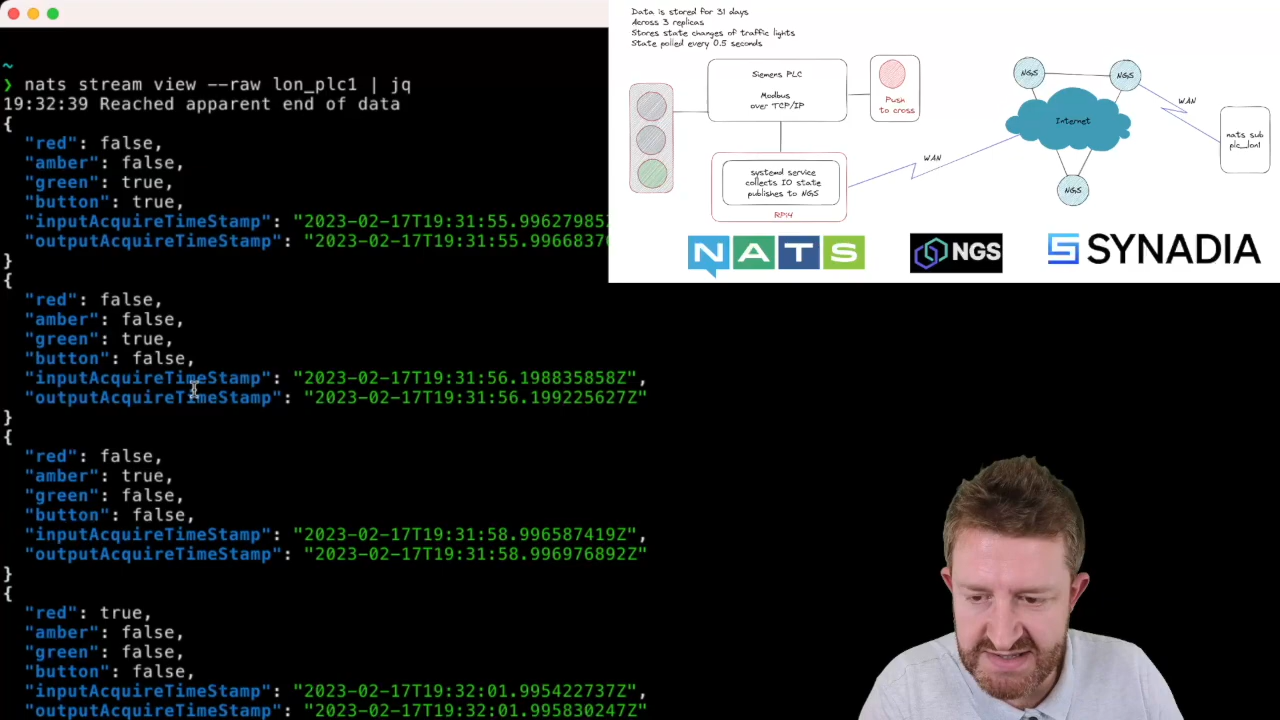 ~
❯ nats stream view --raw lon_plc1 | jq
19:32:39 Reached apparent end of data
{
"red": false,
"amber": false,
"green": true,
"button": true,
"inputAcquireTimeStamp": "2023-02-17T19:31:55.99627985
"outputAcquireTimeStamp": "2023-02-17T19:31:55.9966837
}
{
"red": false,
"amber": false,
"green": true,
"button": false,
"inputAcquireTimeStamp": "2023-02-17T19:31:56.198835858Z",
"outputAcquireTimeStamp": "2023-02-17T19:31:56.199225627Z"
}
{
"red": false,
"amber": true,
"green": false,
"button": false,
"inputAcquireTimeStamp": "2023-02-17T19:31:58.996587419Z",
"outputAcquireTimeStamp": "2023-02-17T19:31:58.996976892Z"
}
{
"red": true,
"amber": false,
"green": false,
"button": false,
"inputAcquireTimeStamp": "2023-02-17T19:32:01.995422737Z",
"outputAcquireTimeStamp": "2023-02-17T19:32:01.995830247Z"
Data is stored for 31 days
Across 3 replicas
Stores state changes of traffic lights
State polled every 0.5 seconds
Siemens PLC
Modbus
over TCP/IP
Push
to cross
systemd service
collects IO state
publishes to NGS
RPi4
WAN
NGS
NGS
Internet
NGS
WAN
nats sub
plc_lon1
NATS
NGS
SYNADIA